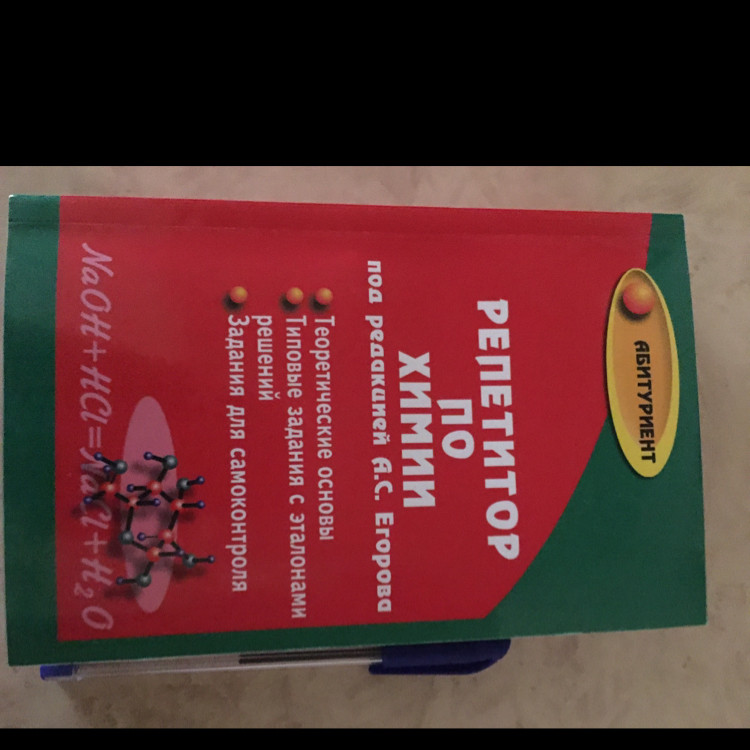 АБИТУРИЕНТ
РЕПЕТИТОР
ПО
ХИМИИ
под редакцией А.С. Егорова
Теоретические основы
Типовые задания с эталонами
решений
Задания для самоконтроля
NaOH+HCl=NaCl+H₂O